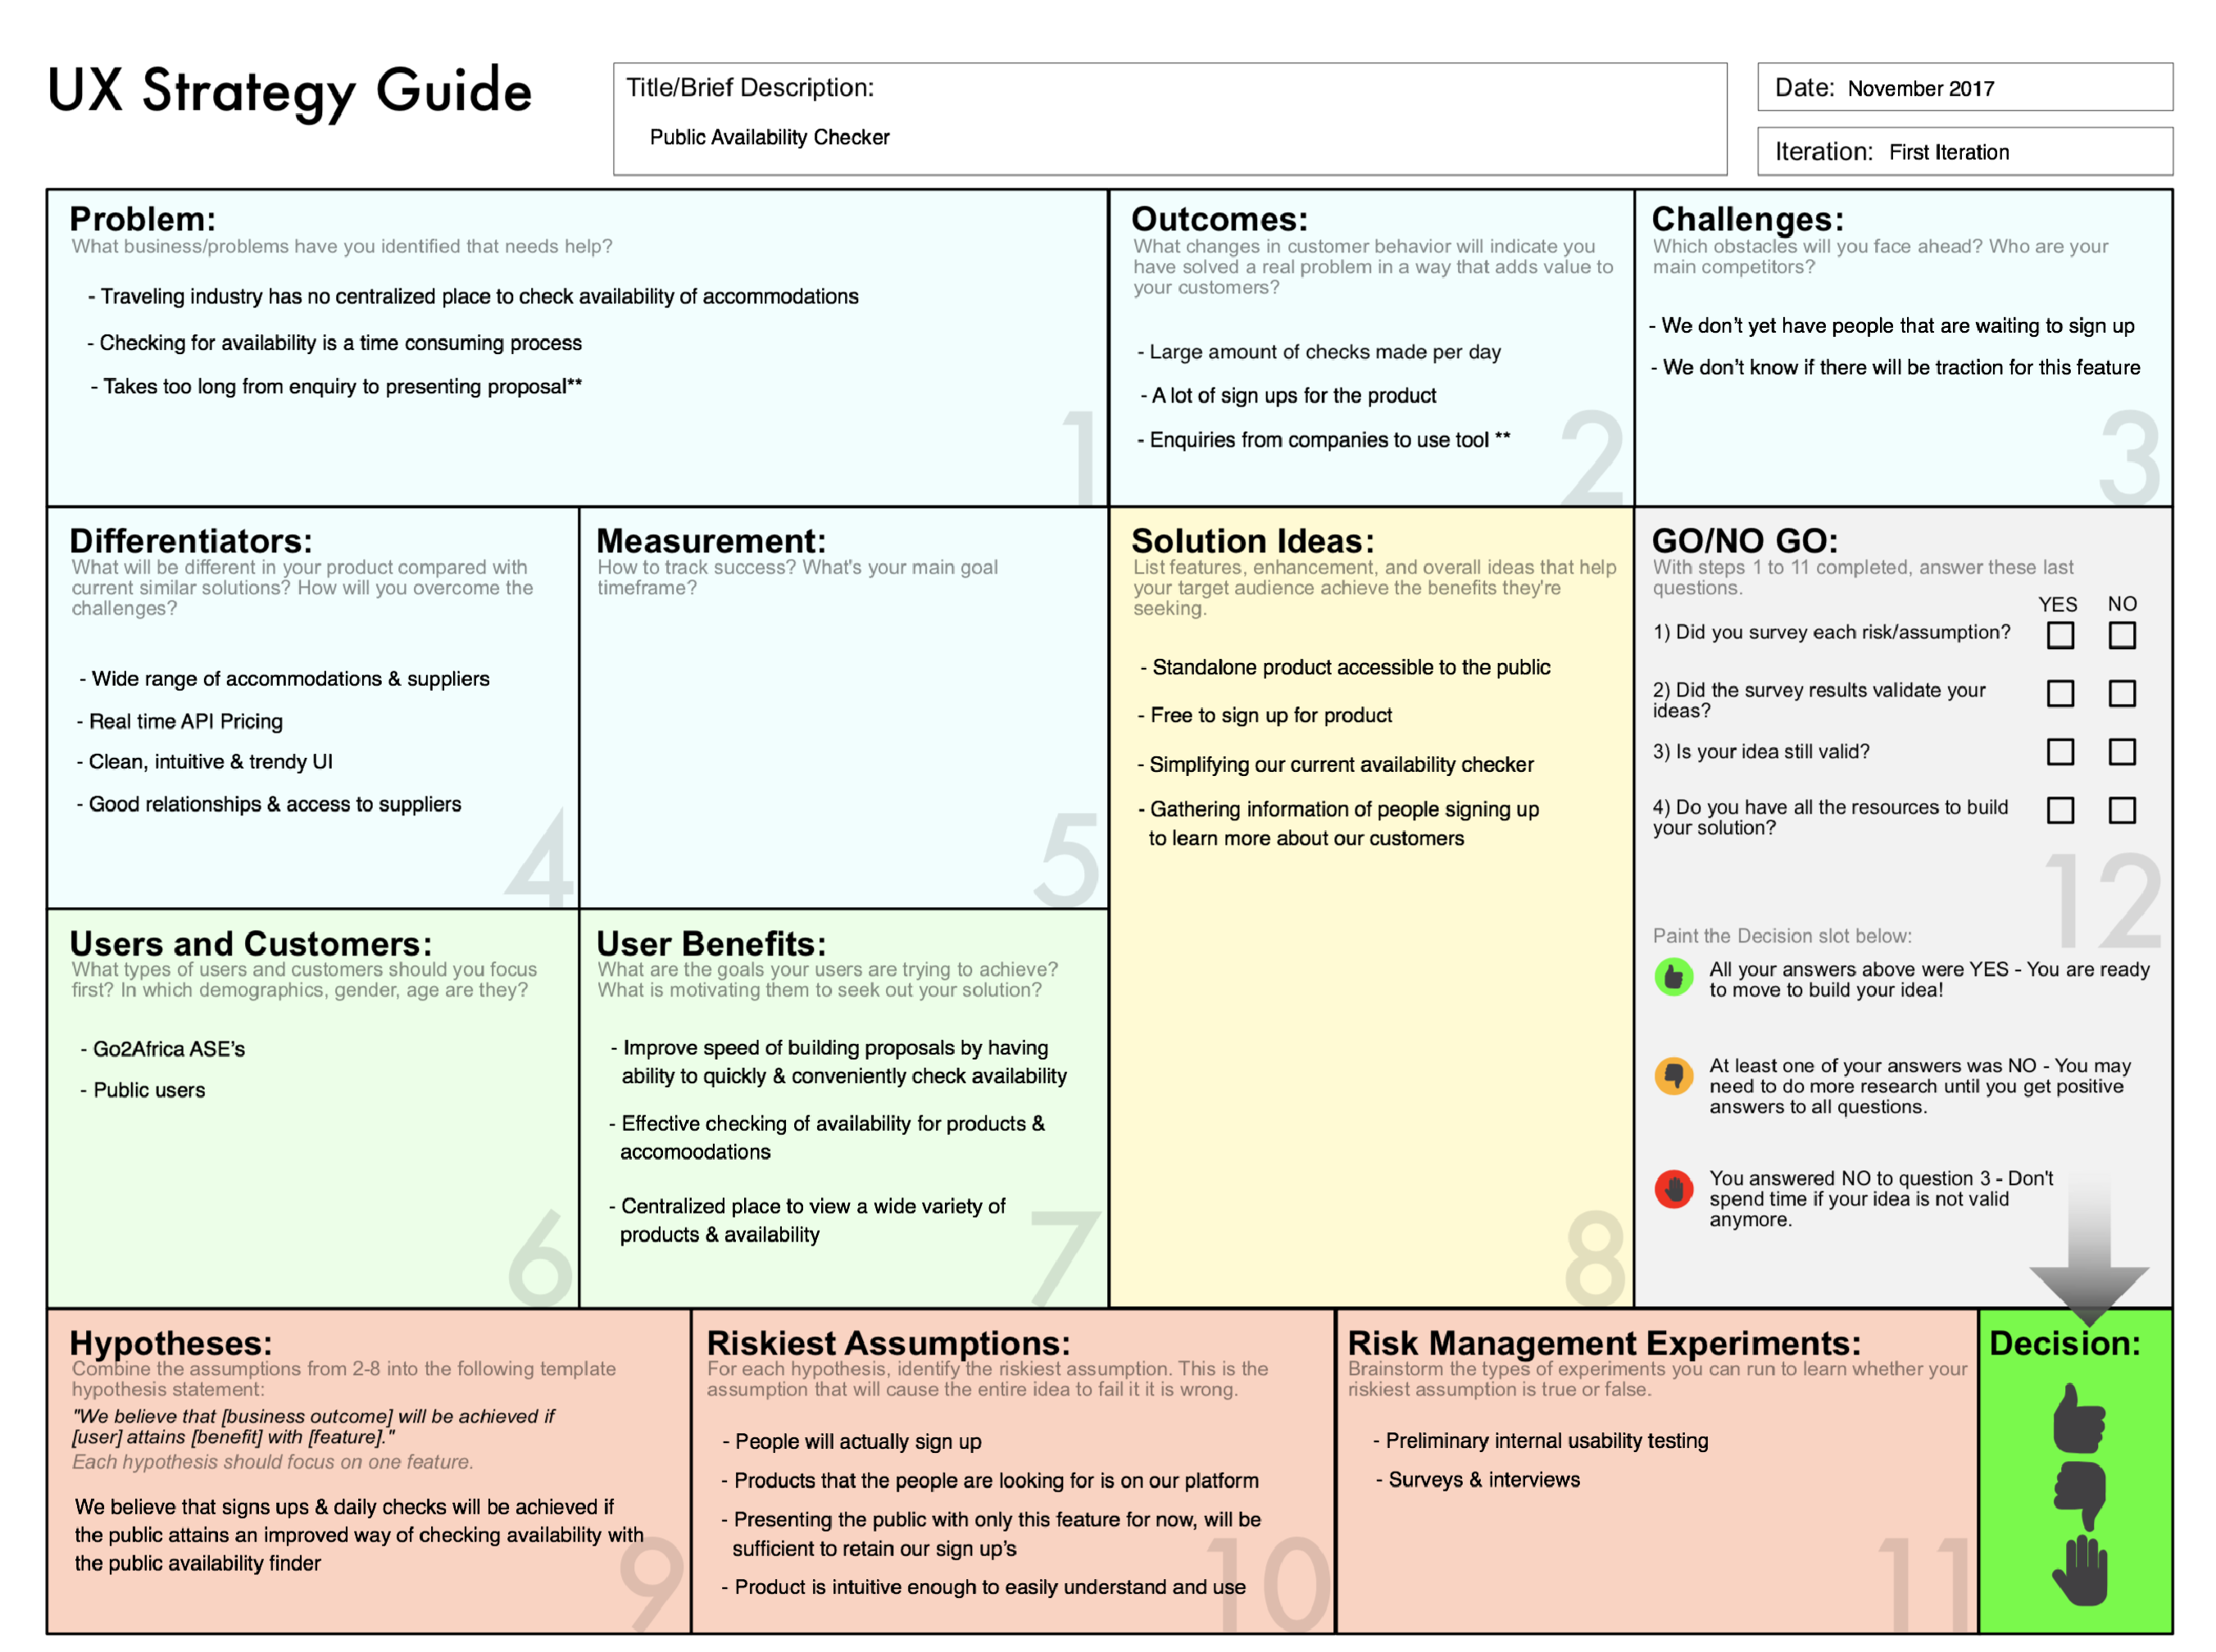 UX Strategy Guide
Title/Brief Description:
Public Availability Checker
Date: November 2017
Iteration: First Iteration
Problem:
What business/problems have you identified that needs help?
- Traveling industry has no centralized place to check availability of accommodations
- Checking for availability is a time consuming process
- Takes too long from enquiry to presenting proposal**
1
Outcomes:
What changes in customer behavior will indicate you
have solved a real problem in a way that adds value to
your customers?
- Large amount of checks made per day
- A lot of sign ups for the product
- Enquiries from companies to use tool **
2
Challenges:
Which obstacles will you face ahead? Who are your
main competitors?
- We don't yet have people that are waiting to sign up
- We don't know if there will be traction for this feature
3
Differentiators:
What will be different in your product compared with
current similar solutions? How will you overcome the
challenges?
- Wide range of accommodations & suppliers
- Real time API Pricing
- Clean, intuitive & trendy UI
- Good relationships & access to suppliers
4
Measurement:
How to track success? What's your main goal
timeframe?
5
Solution Ideas:
List features, enhancement, and overall ideas that help
your target audience achieve the benefits they're
seeking.
- Standalone product accessible to the public
- Free to sign up for product
- Simplifying our current availability checker
- Gathering information of people signing up
to learn more about our customers
8
GO/NO GO:
With steps 1 to 11 completed, answer these last
questions.
YES NO
1) Did you survey each risk/assumption?
2) Did the survey results validate your
ideas?
3) Is your idea still valid?
4) Do you have all the resources to build
your solution?
12
Paint the Decision slot below:
All your answers above were YES - You are ready
to move to build your idea!
At least one of your answers was NO - You may
need to do more research until you get positive
answers to all questions.
You answered NO to question 3 - Don't
spend time if your idea is not valid
anymore.
Users and Customers:
What types of users and customers should you focus
first? In which demographics, gender, age are they?
- Go2Africa ASE's
- Public users
6
User Benefits:
What are the goals your users are trying to achieve?
What is motivating them to seek out your solution?
- Improve speed of building proposals by having
ability to quickly & conveniently check availability
- Effective checking of availability for products &
accomoodations
- Centralized place to view a wide variety of
products & availability
7
Hypotheses:
Combine the assumptions from 2-8 into the following template
hypothesis statement:
"We believe that [business outcome] will be achieved if
[user] attains [benefit] with [feature]."
Each hypothesis should focus on one feature.
We believe that signs ups & daily checks will be achieved if
the public attains an improved way of checking availability with
the public availability finder
9
Riskiest Assumptions:
For each hypothesis, identify the riskiest assumption. This is the
assumption that will cause the entire idea to fail it it is wrong.
- People will actually sign up
- Products that the people are looking for is on our platform
- Presenting the public with only this feature for now, will be
sufficient to retain our sign up's
- Product is intuitive enough to easily understand and use
10
Risk Management Experiments:
Brainstorm the types of experiments you can run to learn whether your
riskiest assumption is true or false.
- Preliminary internal usability testing
- Surveys & interviews
11
Decision: